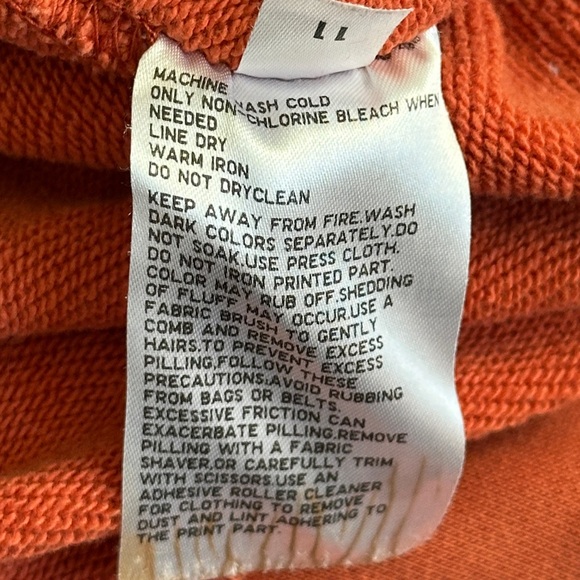 11
MACHINE WASH COLD
ONLY NON-CHLORINE BLEACH WHEN
NEEDED
LINE DRY
WARM IRON
DO NOT DRYCLEAN
KEEP AWAY FROM FIRE.WASH
DARK COLORS SEPARATELY.DO
NOT SOAK.USE PRESS CLOTH.
DO NOT IRON PRINTED PART.
COLOR MAY RUB OFF.SHEDDING
OF FLUFF MAY OCCUR.USE A
FABRIC BRUSH TO GENTLY
COMB AND REMOVE EXCESS
HAIRS.TO PREVENT EXCESS
PILLING,FOLLOW THESE
PRECAUTIONS.AVOID RUBBING
FROM BAGS OR BELTS.
EXCESSIVE FRICTION CAN
EXACERBATE PILLING.REMOVE
PILLING WITH A FABRIC
SHAVER,OR CAREFULLY TRIM
WITH SCISSORS.USE AN
ADHESIVE ROLLER CLEANER
FOR CLOTHING TO REMOVE
DUST AND LINT ADHERING TO
THE PRINT PART.